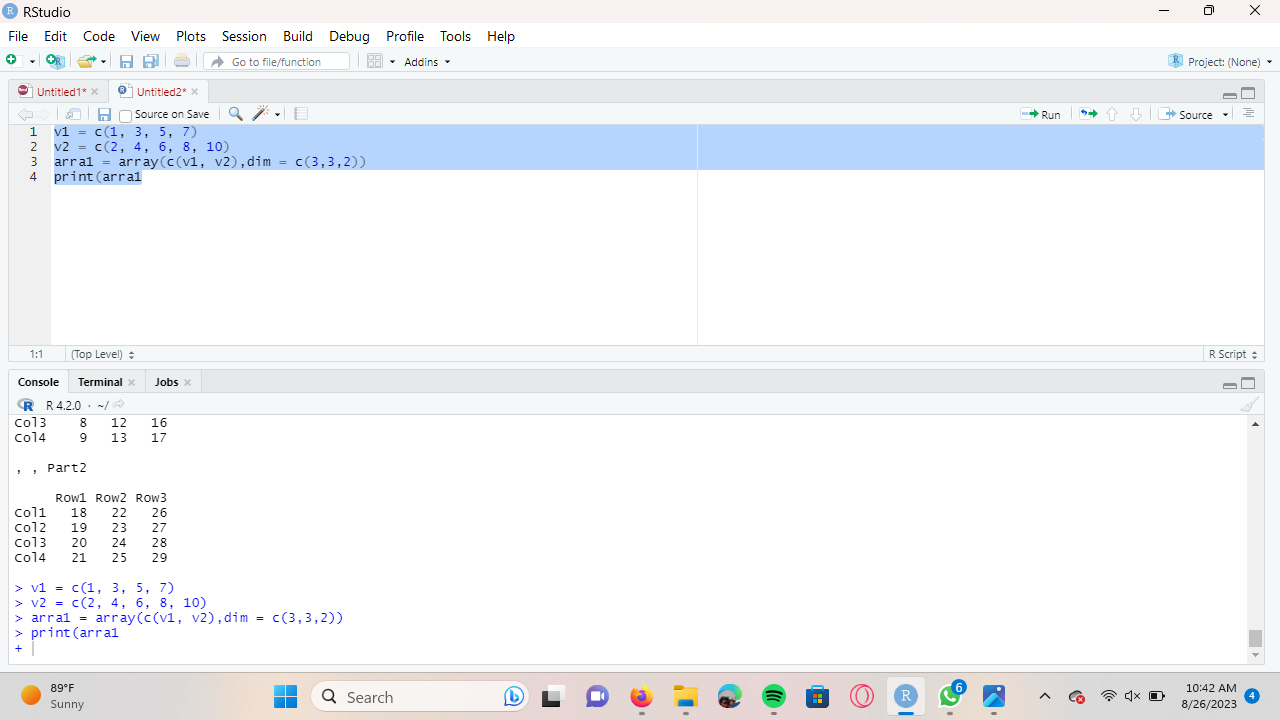 RStudio
File Edit Code View Plots Session Build Debug Profile Tools Help
Go to file/function Addins Project: (None)
Untitled1* Untitled2*
Source on Save Run Source
1 v1 = c(1, 3, 5, 7)
2 v2 = c(2, 4, 6, 8, 10)
3 arra1 = array(c(v1, v2),dim = c(3,3,2))
4 print(arra1
1:1 (Top Level) R Script
Console Terminal Jobs
R R 4.2.0 · ~/
Col3 8 12 16
Col4 9 13 17
, , Part2
Row1 Row2 Row3
Col1 18 22 26
Col2 19 23 27
Col3 20 24 28
Col4 21 25 29
> v1 = c(1, 3, 5, 7)
> v2 = c(2, 4, 6, 8, 10)
> arra1 = array(c(v1, v2),dim = c(3,3,2))
> print(arra1
+
89°F
Sunny
Search
6
10:42 AM
8/26/2023
4